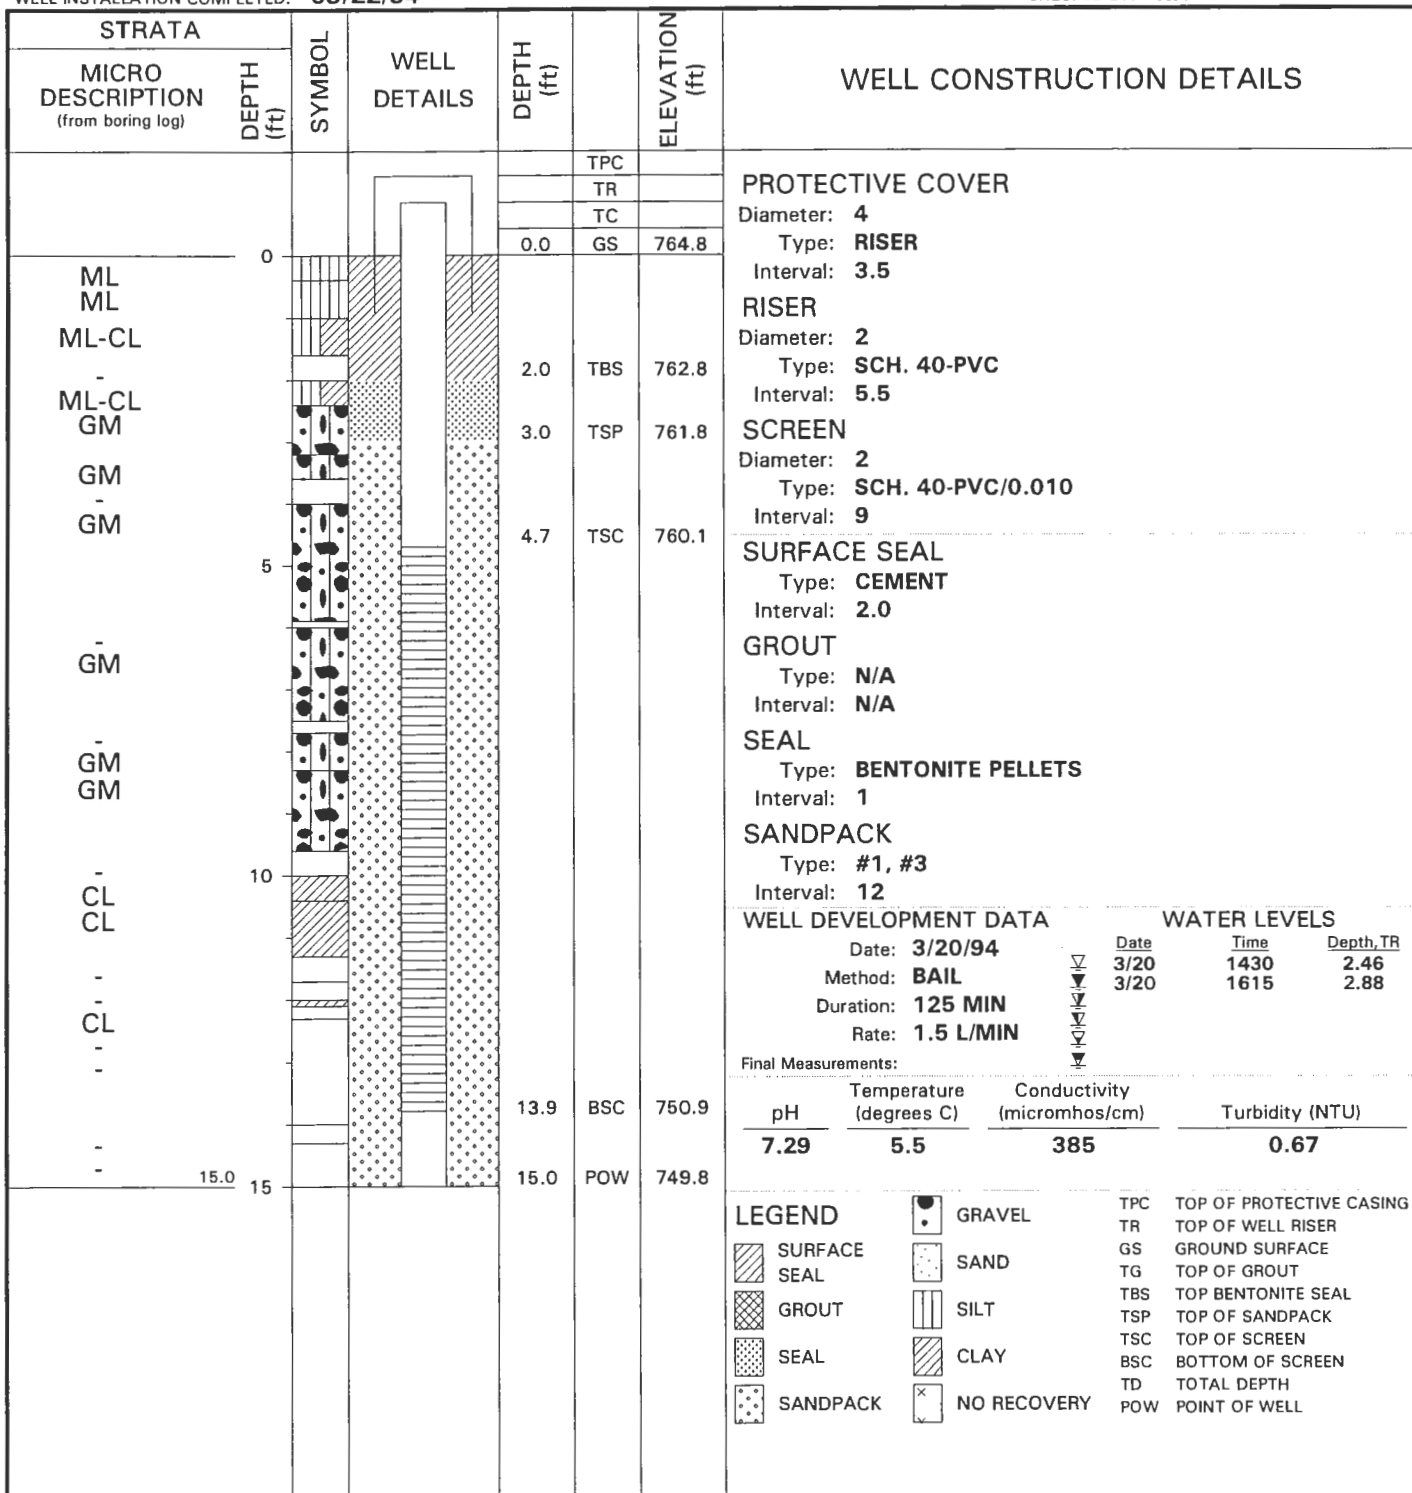 WELL INSTALLATION COMPLETED:
STRATA
MICRO
DESCRIPTION
(from boring log)
DEPTH
(ft)
SYMBOL
WELL
DETAILS
DEPTH
(ft)
ELEVATION
(ft)
WELL CONSTRUCTION DETAILS
TPC
TR
TC
0.0 GS 764.8
0
ML
ML
ML-CL
-
2.0 TBS 762.8
ML-CL
GM
3.0 TSP 761.8
GM
-
GM
4.7 TSC 760.1
5
-
GM
-
GM
GM
-
10
CL
CL
-
-
CL
-
-
13.9 BSC 750.9
-
-
15.0 15
15.0 POW 749.8
PROTECTIVE COVER
Diameter: 4
Type: RISER
Interval: 3.5
RISER
Diameter: 2
Type: SCH. 40-PVC
Interval: 5.5
SCREEN
Diameter: 2
Type: SCH. 40-PVC/0.010
Interval: 9
SURFACE SEAL
Type: CEMENT
Interval: 2.0
GROUT
Type: N/A
Interval: N/A
SEAL
Type: BENTONITE PELLETS
Interval: 1
SANDPACK
Type: #1, #3
Interval: 12
WELL DEVELOPMENT DATA
Date: 3/20/94
Method: BAIL
Duration: 125 MIN
Rate: 1.5 L/MIN
Final Measurements:
WATER LEVELS
Date Time Depth,TR
3/20 1430 2.46
3/20 1615 2.88
pH Temperature (degrees C) Conductivity (micromhos/cm) Turbidity (NTU)
7.29 5.5 385 0.67
LEGEND
SURFACE
SEAL
GROUT
SEAL
SANDPACK
GRAVEL
SAND
SILT
CLAY
NO RECOVERY
TPC TOP OF PROTECTIVE CASING
TR TOP OF WELL RISER
GS GROUND SURFACE
TG TOP OF GROUT
TBS TOP BENTONITE SEAL
TSP TOP OF SANDPACK
TSC TOP OF SCREEN
BSC BOTTOM OF SCREEN
TD TOTAL DEPTH
POW POINT OF WELL